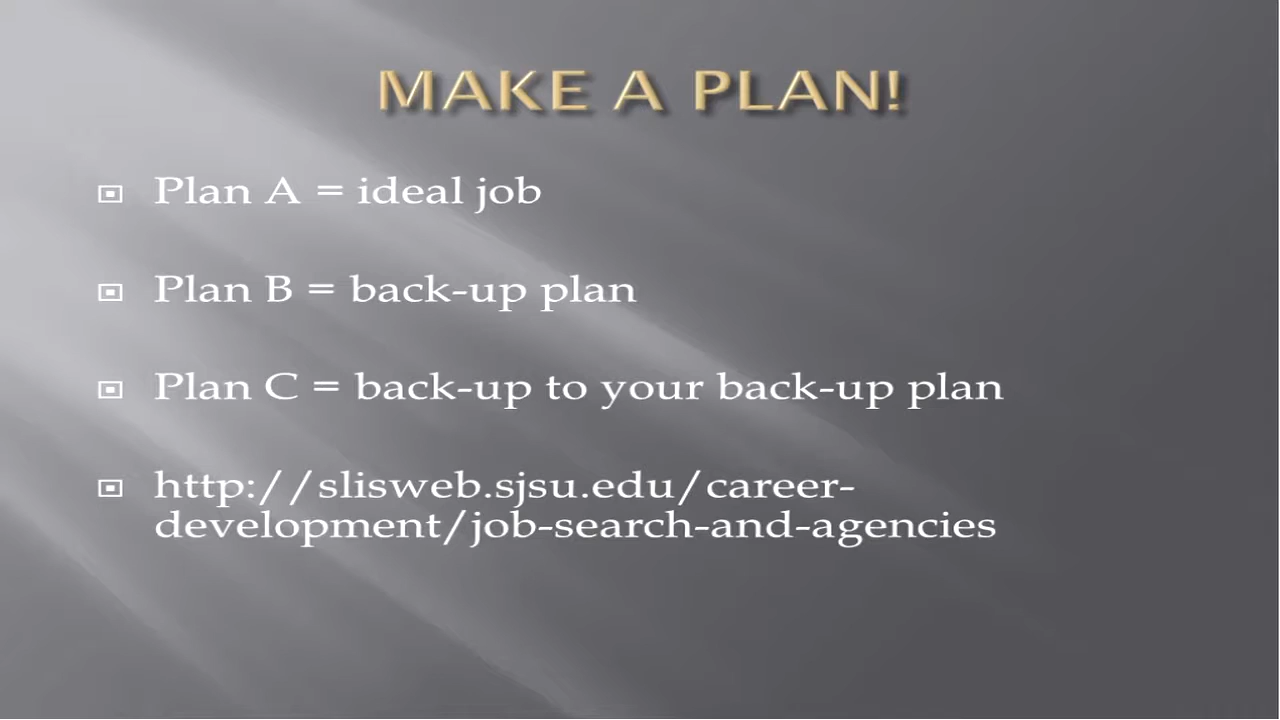 MAKE A PLAN!
Plan A = ideal job
Plan B = back-up plan
Plan C = back-up to your back-up plan
http://slisweb.sjsu.edu/career-
development/job-search-and-agencies